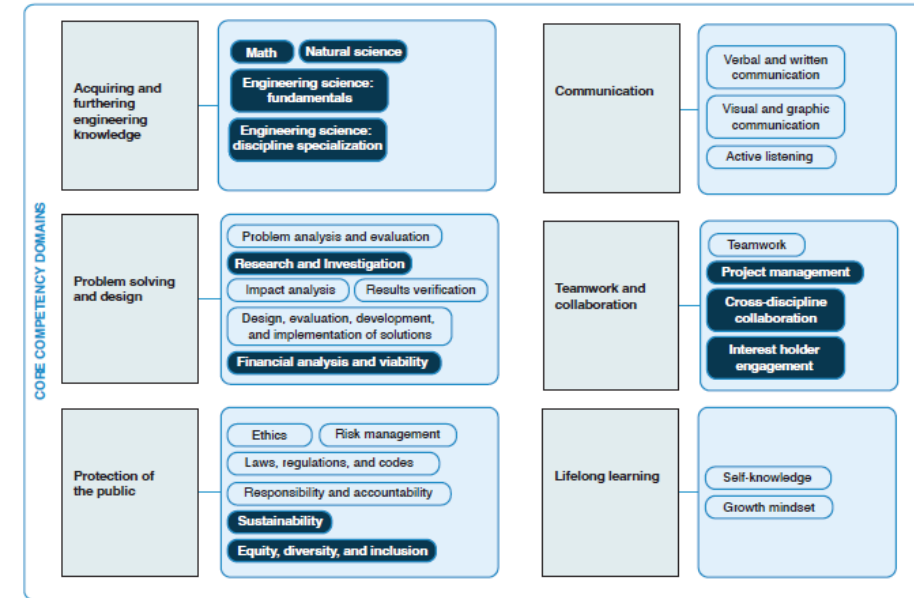 CORE COMPETENCY DOMAINS
Acquiring and
furthering
engineering
knowledge
Math
Natural science
Engineering science:
fundamentals
Engineering science:
discipline specialization
Communication
Verbal and written
communication
Visual and graphic
communication
Active listening
Problem solving
and design
Problem analysis and evaluation
Research and Investigation
Impact analysis
Results verification
Design, evaluation, development,
and implementation of solutions
Financial analysis and viability
Teamwork and
collaboration
Teamwork
Project management
Cross-discipline
collaboration
Interest holder
engagement
Protection of
the public
Ethics
Risk management
Laws, regulations, and codes
Responsibility and accountability
Sustainability
Equity, diversity, and inclusion
Lifelong learning
Self-knowledge
Growth mindset